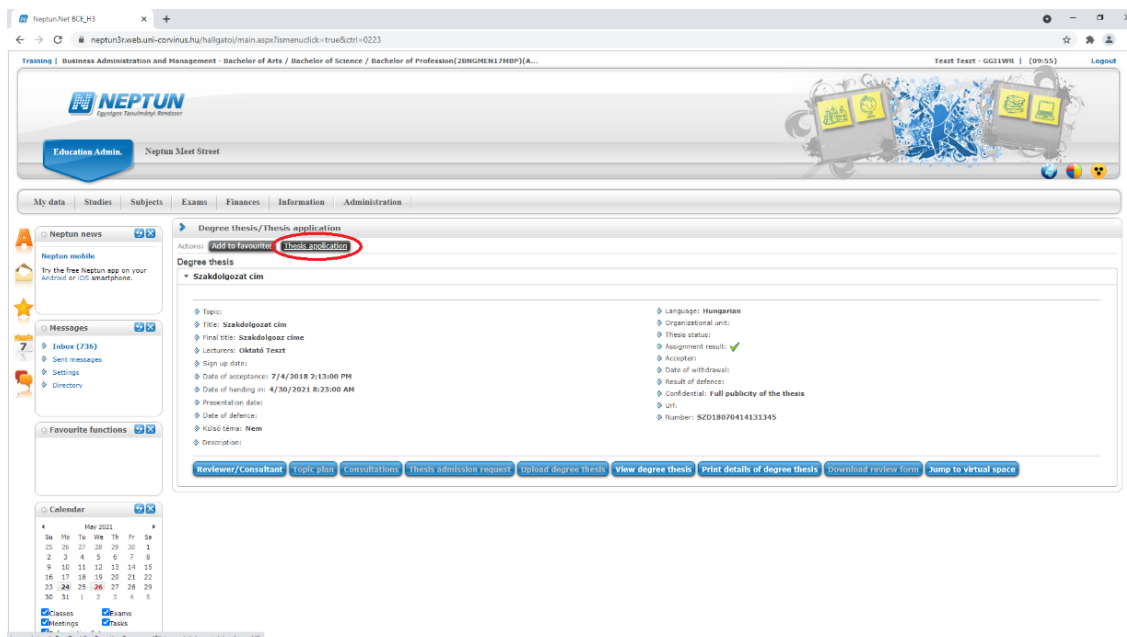 Neptun.Net BCE_H3
neptun3r.web.uni-corvinus.hu/hallgatoi/main.aspx?ismenuclick=true&ctrl=0223
Training | Business Administration and Management - Bachelor of Arts / Bachelor of Science / Bachelor of Profession(2BNGMEN17MBP)(A...
Teszt Teszt - GGI1WR | (09:55) Logout
NEPTUN
Egységes Tanulmányi Rendszer
Education Admin. Neptun Meet Street
My data Studies Subjects Exams Finances Information Administration
Neptun news
Neptun mobile
Try the free Neptun app on your
Android or iOS smartphone.
Messages
Inbox (736)
Sent messages
Settings
Directory
Favourite functions
Calendar
May 2021
Su Mo Tu We Th Fr Sa
25 26 27 28 29 30 1
2 3 4 5 6 7 8
9 10 11 12 13 14 15
16 17 18 19 20 21 22
23 24 25 26 27 28 29
30 31 1 2 3 4 5
Classes Exams
Meetings Tasks
Degree thesis/Thesis application
Actions: Add to favourites Thesis application
Degree thesis
Szakdolgozat cím
Topic:
Title: Szakdolgozat cím
Final title: Szakdolgoaz címe
Lecturers: Oktató Teszt
Sign up date:
Date of acceptance: 7/4/2018 2:13:00 PM
Date of handing in: 4/30/2021 8:23:00 AM
Presentation date:
Date of defence:
Külső téma: Nem
Description:
Language: Hungarian
Organizational unit:
Thesis status:
Assignment result:
Accepter:
Date of withdrawal:
Result of defence:
Confidential: Full publicity of the thesis
Url:
Number: SZD18070414131345
Reviewer/Consultant Topic plan Consultations Thesis admission request Upload degree thesis View degree thesis Print details of degree thesis Download review form Jump to virtual space